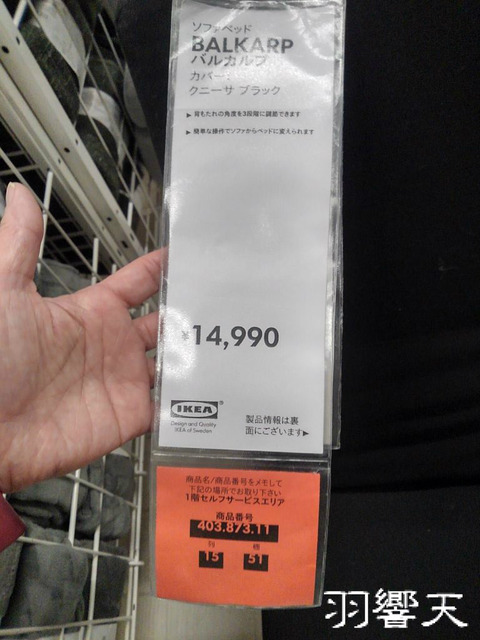 ソファベッド
BALKARP
バルカルプ
カバー:
クニーサ ブラック
▶ 背もたれの角度を3段階に調節できます
▶ 簡単な操作でソファからベッドに変えられます
¥14,990
IKEA®
Design and Quality
IKEA of Sweden
製品情報は裏
面にございます▶
商品名/商品番号をメモして
下記の場所でお取り下さい
1階セルフサービスエリア
商品番号
403.873.11
列 棚
15 51
羽響天